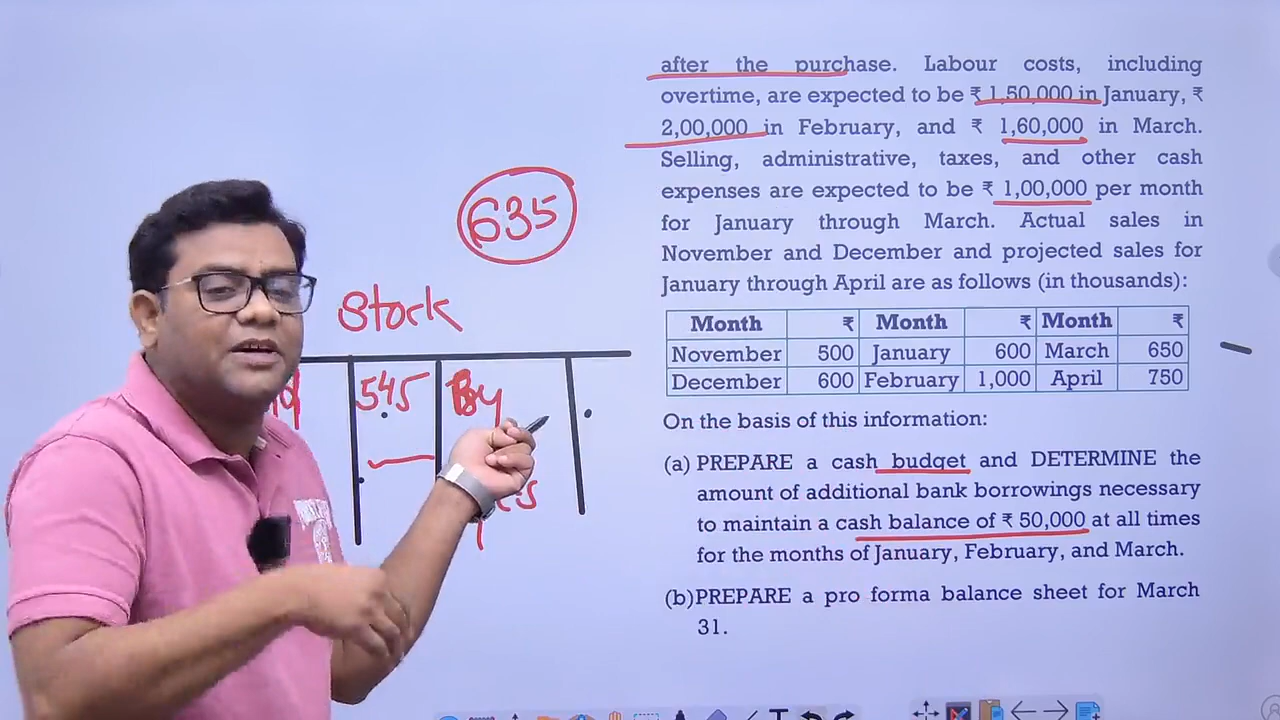 after the purchase. Labour costs, including
overtime, are expected to be ₹ 1,50,000 in January, ₹
2,00,000 in February, and ₹ 1,60,000 in March.
Selling, administrative, taxes, and other cash
expenses are expected to be ₹ 1,00,000 per month
for January through March. Actual sales in
November and December and projected sales for
January through April are as follows (in thousands):
Month ₹ Month ₹ Month ₹
November 500 January 600 March 650
December 600 February 1,000 April 750
On the basis of this information:
(a) PREPARE a cash budget and DETERMINE the
amount of additional bank borrowings necessary
to maintain a cash balance of ₹ 50,000 at all times
for the months of January, February, and March.
(b) PREPARE a pro forma balance sheet for March
31.
635
Stock
545 By